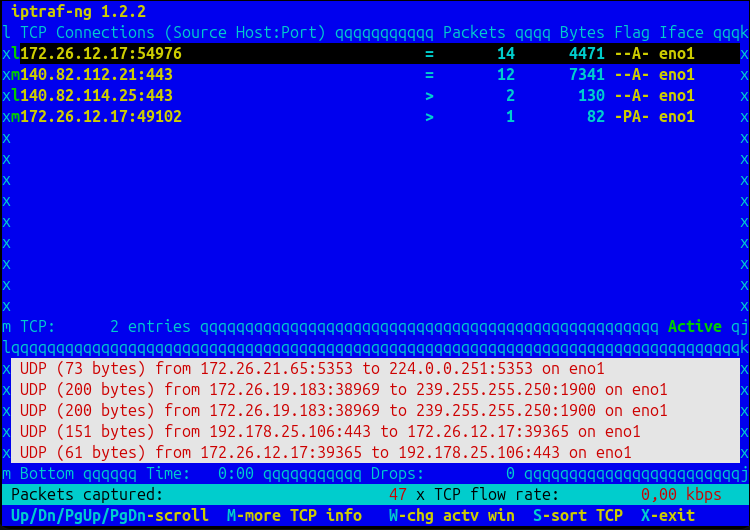 iptraf-ng 1.2.2
l TCP Connections (Source Host:Port) qqqqqqqqqqq Packets qqqq Bytes Flag Iface qqqk
xl172.26.12.17:54976 = 14 4471 --A- eno1 x
xm140.82.112.21:443 = 12 7341 --A- eno1 x
xl140.82.114.25:443 > 2 130 --A- eno1 x
xm172.26.12.17:49102 > 1 82 -PA- eno1 x
x x
x x
x x
x x
x x
x x
x x
x x
x x
m TCP: 2 entries qqqqqqqqqqqqqqqqqqqqqqqqqqqqqqqqqqqqqqqqqqqqqqqqqqq Active qj
lqqqqqqqqqqqqqqqqqqqqqqqqqqqqqqqqqqqqqqqqqqqqqqqqqqqqqqqqqqqqqqqqqqqqqqqqqqqqqqqqqk
x UDP (73 bytes) from 172.26.21.65:5353 to 224.0.0.251:5353 on eno1 x
x UDP (200 bytes) from 172.26.19.183:38969 to 239.255.255.250:1900 on eno1 x
x UDP (200 bytes) from 172.26.19.183:38969 to 239.255.255.250:1900 on eno1 x
x UDP (151 bytes) from 192.178.25.106:443 to 172.26.12.17:39365 on eno1 x
x UDP (61 bytes) from 172.26.12.17:39365 to 192.178.25.106:443 on eno1 x
m Bottom qqqqqq Time: 0:00 qqqqqqqqqqq Drops: 0 qqqqqqqqqqqqqqqqqqqqqqqqj
Packets captured: 47 x TCP flow rate: 0,00 kbps
Up/Dn/PgUp/PgDn-scroll M-more TCP info W-chg actv win S-sort TCP X-exit